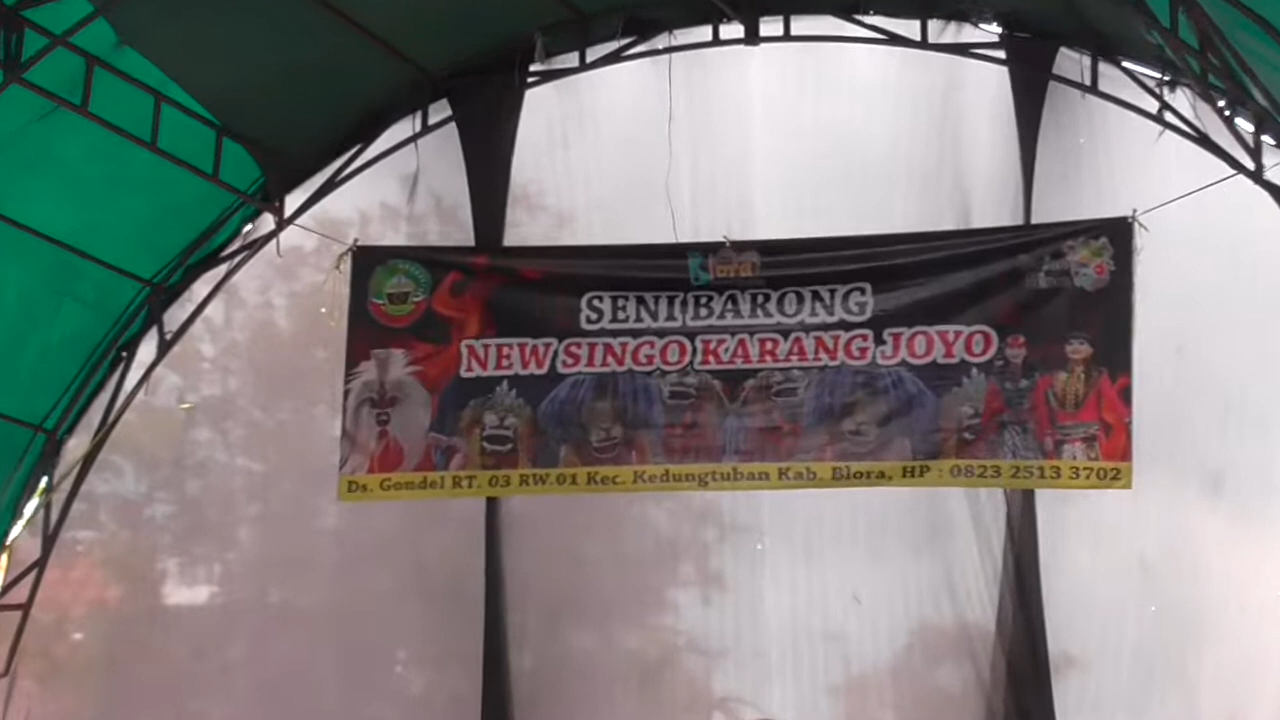 Blora
SENI BARONG
NEW SINGO KARANG JOYO
Ds. Gondel RT. 03 RW.01 Kec. Kedungtuban Kab. Blora, HP : 0823 2513 3702